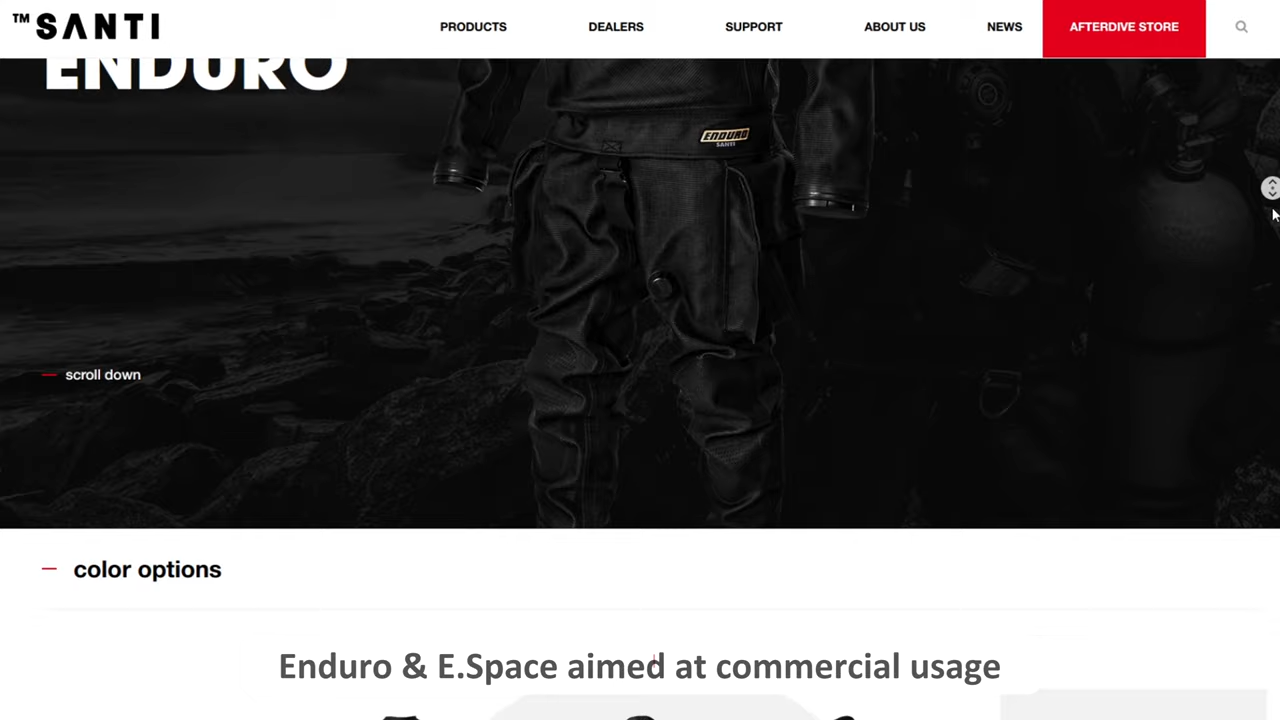 ™SANTI
PRODUCTS
DEALERS
SUPPORT
ABOUT US
NEWS
AFTERDIVE STORE
ENDURO
ENDURO
SANTI
scroll down
color options
Enduro & E.Space aimed at commercial usage